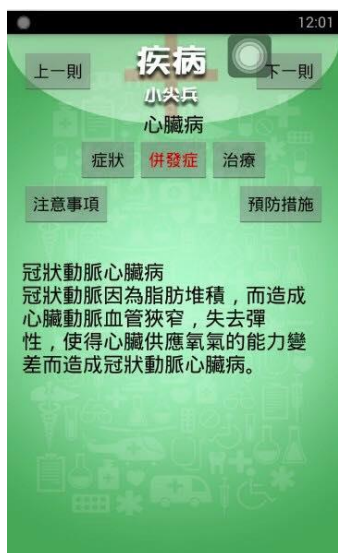 12:01
上一則
疾病
下一則
小尖兵
心臟病
症狀 併發症 治療
注意事項 預防措施
冠狀動脈心臟病
冠狀動脈因為脂肪堆積，而造成
心臟動脈血管狹窄，失去彈
性，使得心臟供應氧氣的能力變
差而造成冠狀動脈心臟病。